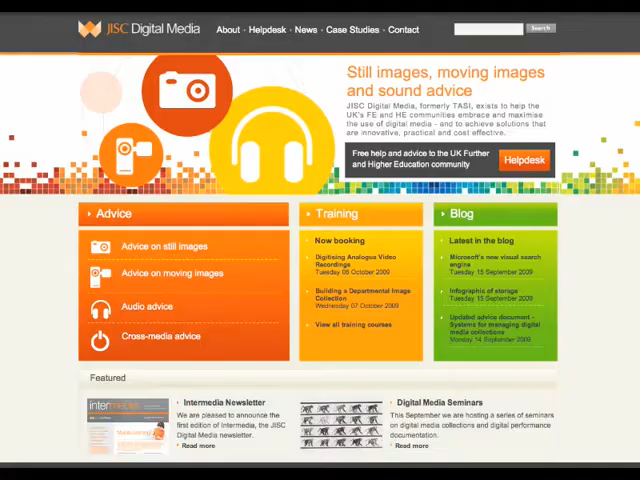 JISC Digital Media
About • Helpdesk • News • Case Studies • Contact
Search
Still images, moving images
and sound advice
JISC Digital Media, formerly TASI, exists to help the
UK's FE and HE communities embrace and maximise
the use of digital media - and to achieve solutions that
are innovative, practical and cost effective.
Free help and advice to the UK Further
and Higher Education community
Helpdesk
Advice
Advice on still images
Advice on moving images
Audio advice
Cross-media advice
Training
Now booking
Digitising Analogue Video
Recordings
Tuesday 06 October 2009
Building a Departmental Image
Collection
Wednesday 07 October 2009
View all training courses
Blog
Latest in the blog
Microsoft's new visual search
engine
Tuesday 15 September 2009
Infographic of storage
Tuesday 15 September 2009
Updated advice document –
Systems for managing digital
media collections
Monday 14 September 2009
Featured
intermedia
Intermedia Newsletter
We are pleased to announce the
first edition of Intermedia, the JISC
Digital Media newsletter.
Read more
Digital Media Seminars
This September we are hosting a series of seminars
on digital media collections and digital performance
documentation.
Read more